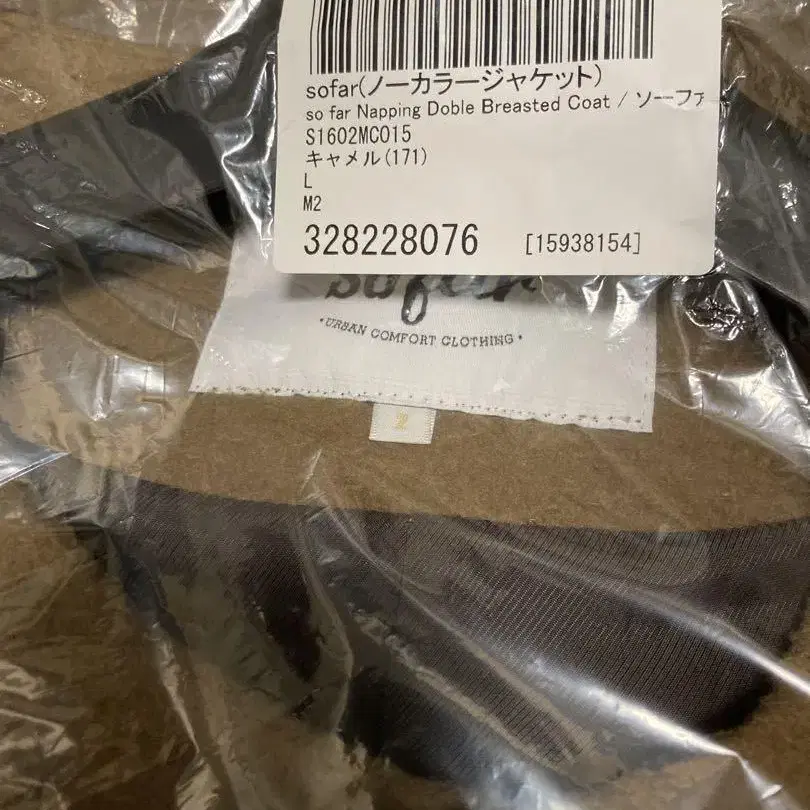 sofar(ノーカラージャケット)
so far Napping Doble Breasted Coat / ソーファ
S1602MC015
キャメル(171)
L
M2
328228076 [15938154]
sofar
•URBAN COMFORT CLOTHING•
2